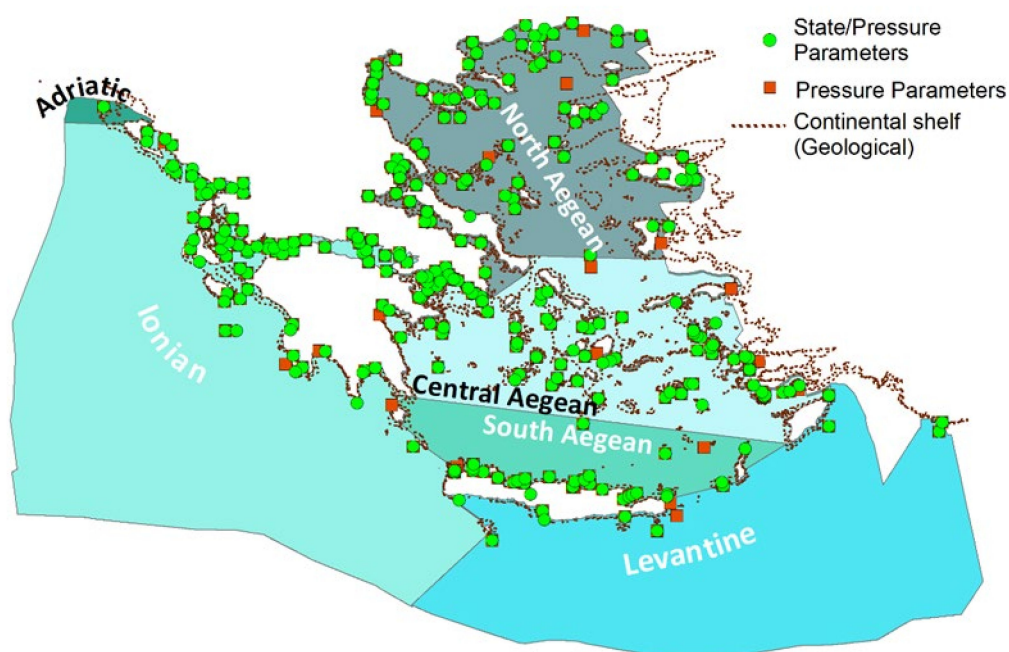 State/Pressure
Parameters
Pressure Parameters
Continental shelf
(Geological)
Adriatic
North Aegean
Ionian
Central Aegean
South Aegean
Levantine